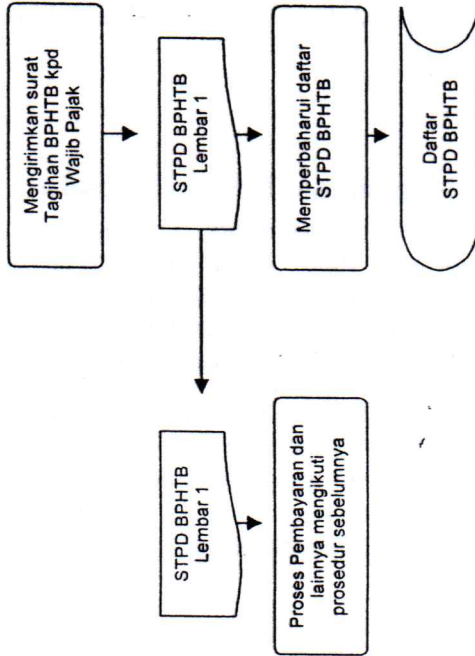 Mengirimkan surat
Tagihan BPHTB kpd
Wajib Pajak
STPD BPHTB
Lembar 1
Memperbaharui daftar
STPD BPHTB
Daftar
STPD BPHTB
STPD BPHTB
Lembar 1
Proses Pembayaran dan
lainnya mengikuti
prosedur sebelumnya